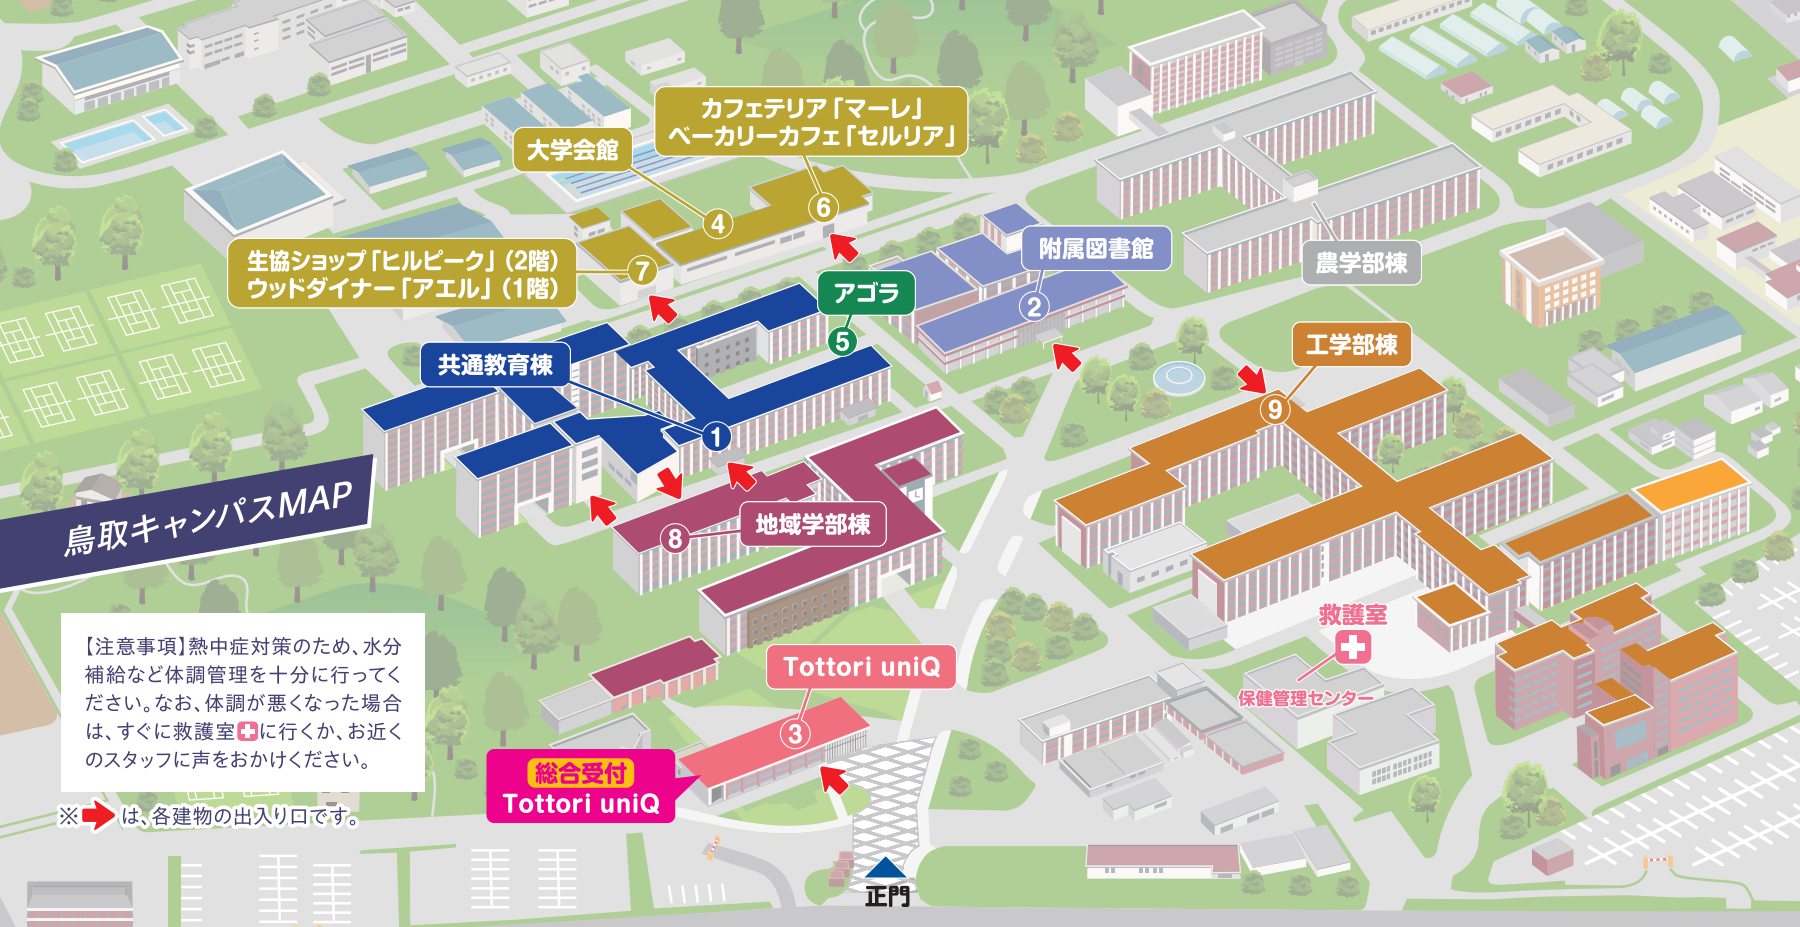 カフェテリア「マーレ」
ベーカリーカフェ「セルリア」
大学会館
6
4
附属図書館
農学部棟
生協ショップ「ヒルピーク」(2階)
ウッドダイナー「アエル」(1階)
7
アゴラ
5
2
工学部棟
共通教育棟
9
1
鳥取キャンパスMAP
地域学部棟
8
救護室
保健管理センター
【注意事項】熱中症対策のため、水分
補給など体調管理を十分に行ってく
ださい。なお、体調が悪くなった場合
は、すぐに救護室に行くか、お近く
のスタッフに声をおかけください。
Tottori uniQ
3
総合受付
Tottori uniQ
※は、各建物の出入り口です。
正門